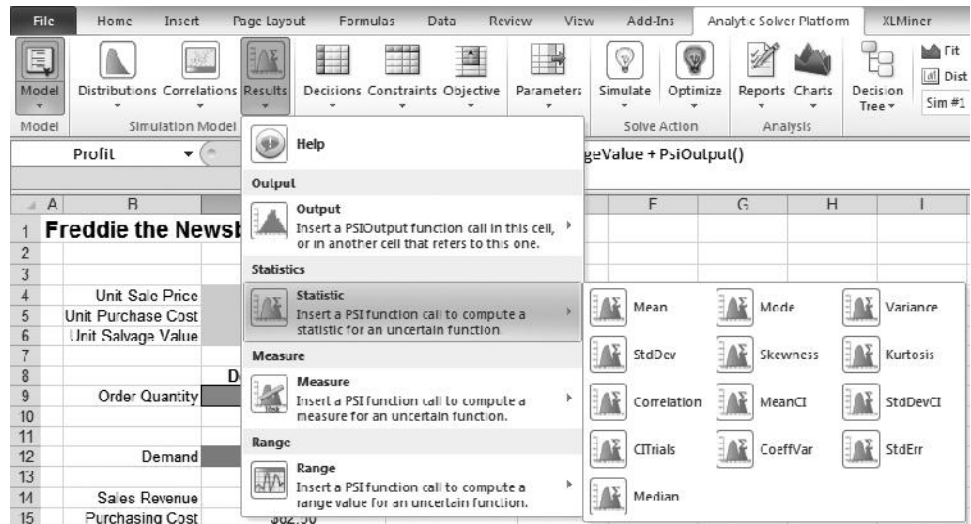 File Home Insert Page Layout Formulas Data Review View Add-Ins Analytic Solver Platform XLMiner
Model Distributions Correlations Results Decisions Constraints Objective Parameters Simulate Optimize Reports Charts Decision Tree Fit
Dist
Sim #1
Model Simulation Model Solve Action Analysis
Profit geValue + PsiOutput()
Help
Output
Output
Insert a PSIOutput function call in this cell,
or in another cell that refers to this one.
Statistics
Statistic
Insert a PSI function call to compute a
statistic for an uncertain function.
Measure
Measure
Insert a PSI function call to compute a
measure for an uncertain function.
Range
Range
Insert a PSI function call to compute a
range value for an uncertain function.
Mean Mode Variance
StdDev Skewness Kurtosis
Correlation MeanCI StdDevCI
CITrials CoeffVar StdErr
Median
A B F G H I
1 Freddie the Newsb
2
3
4 Unit Sale Price
5 Unit Purchase Cost
6 Unit Salvage Value
7
8 D
9 Order Quantity
10
11
12 Demand
13
14 Sales Revenue
15 Purchasing Cost $62.50